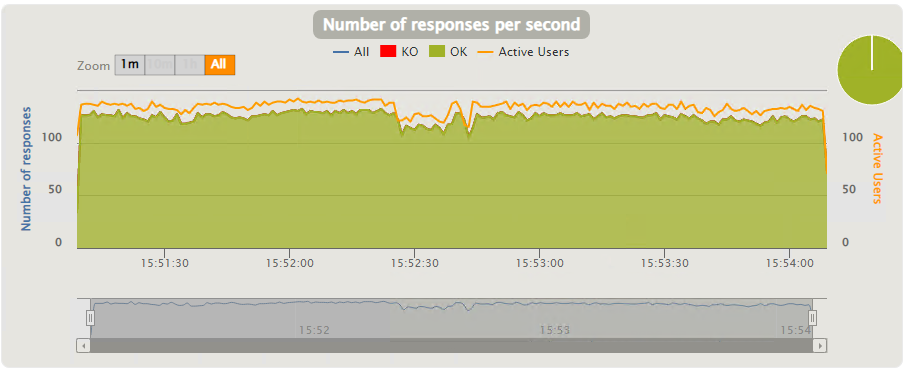 Number of responses per second
All KO OK Active Users
Zoom 1m 10m 1h All
Number of responses
100
50
0
100
50
0
Active Users
15:51:30 15:52:00 15:52:30 15:53:00 15:53:30 15:54:00
15:52 15:53 15:54